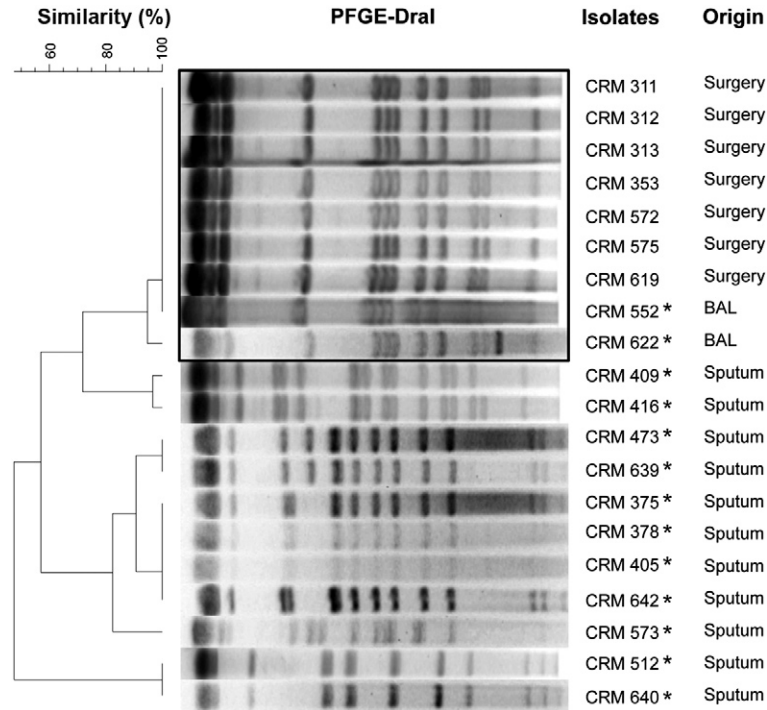 Similarity (%) PFGE-DraI Isolates Origin
60 80 100
CRM 311 Surgery
CRM 312 Surgery
CRM 313 Surgery
CRM 353 Surgery
CRM 572 Surgery
CRM 575 Surgery
CRM 619 Surgery
CRM 552 * BAL
CRM 622 * BAL
CRM 409 * Sputum
CRM 416 * Sputum
CRM 473 * Sputum
CRM 639 * Sputum
CRM 375 * Sputum
CRM 378 * Sputum
CRM 405 * Sputum
CRM 642 * Sputum
CRM 573 * Sputum
CRM 512 * Sputum
CRM 640 * Sputum